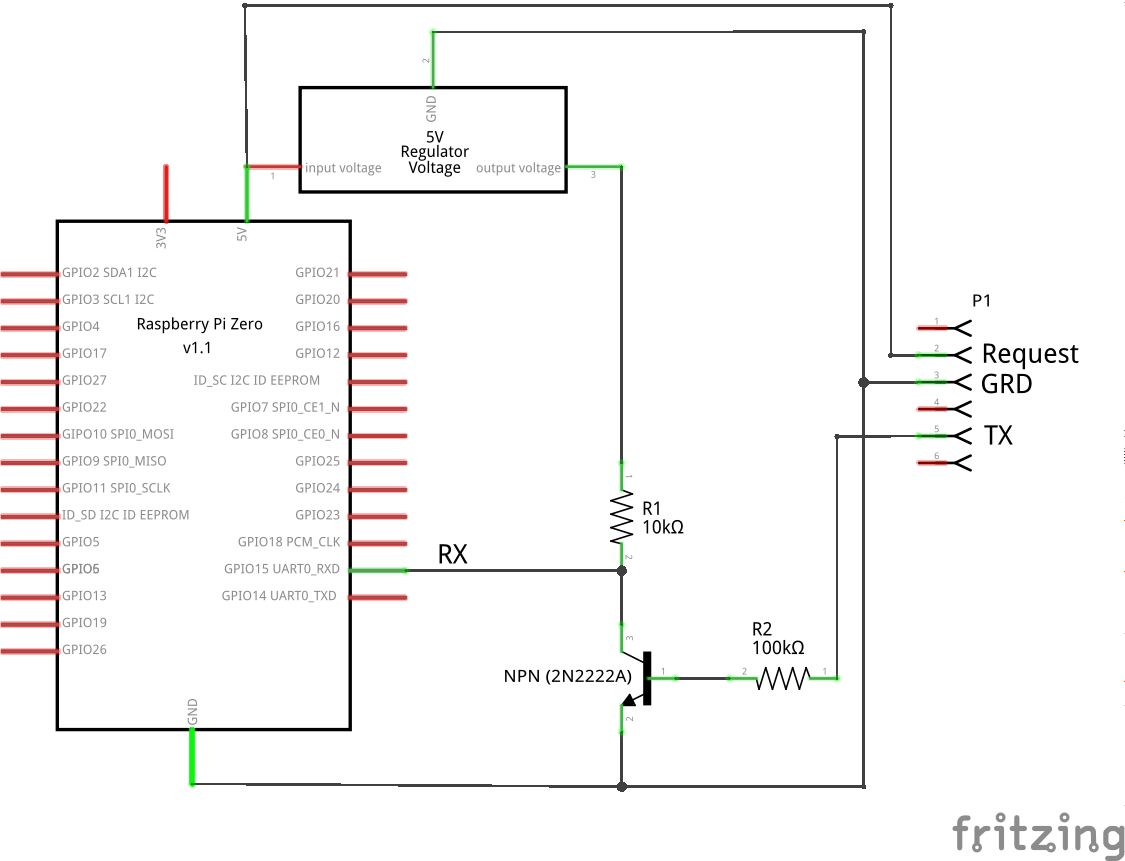 2
GND
5V
Regulator
Voltage
input voltage
output voltage
1
3
3V3
5V
GPIO2 SDA1 I2C
GPIO21
GPIO3 SCL1 I2C
GPIO20
GPIO4
Raspberry Pi Zero
GPIO16
v1.1
GPIO17
GPIO12
GPIO27
ID_SC I2C ID EEPROM
GPIO22
GPIO7 SPI0_CE1_N
GIPO10 SPI0_MOSI
GPIO8 SPI0_CE0_N
GPIO9 SPI0_MISO
GPIO25
GPIO11 SPI0_SCLK
GPIO24
ID_SD I2C ID EEPROM
GPIO23
GPIO5
GPIO18 PCM_CLK
GPIO6
GPIO15 UART0_RXD
GPIO13
GPIO14 UART0_TXD
GPIO19
GPIO26
GND
RX
P1
1
2
Request
3
GRD
4
5
TX
6
1
R1
10kΩ
2
3
NPN (2N2222A)
1
2
R2
100kΩ
2
1
fritzing